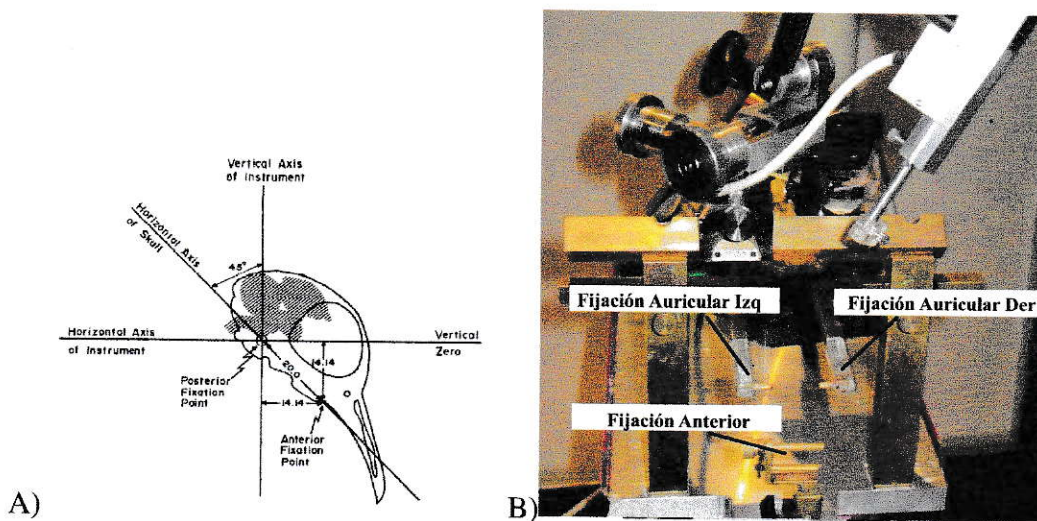 Vertical Axis
of Instrument
Horizontal Axis
of Skull
45°
Horizontal Axis
of Instrument
Vertical
Zero
14.14
20.0
Posterior
Fixation
Point
14.14
Anterior
Fixation
Point
A)
Fijación Auricular Izq
Fijación Auricular Der
Fijación Anterior
B)